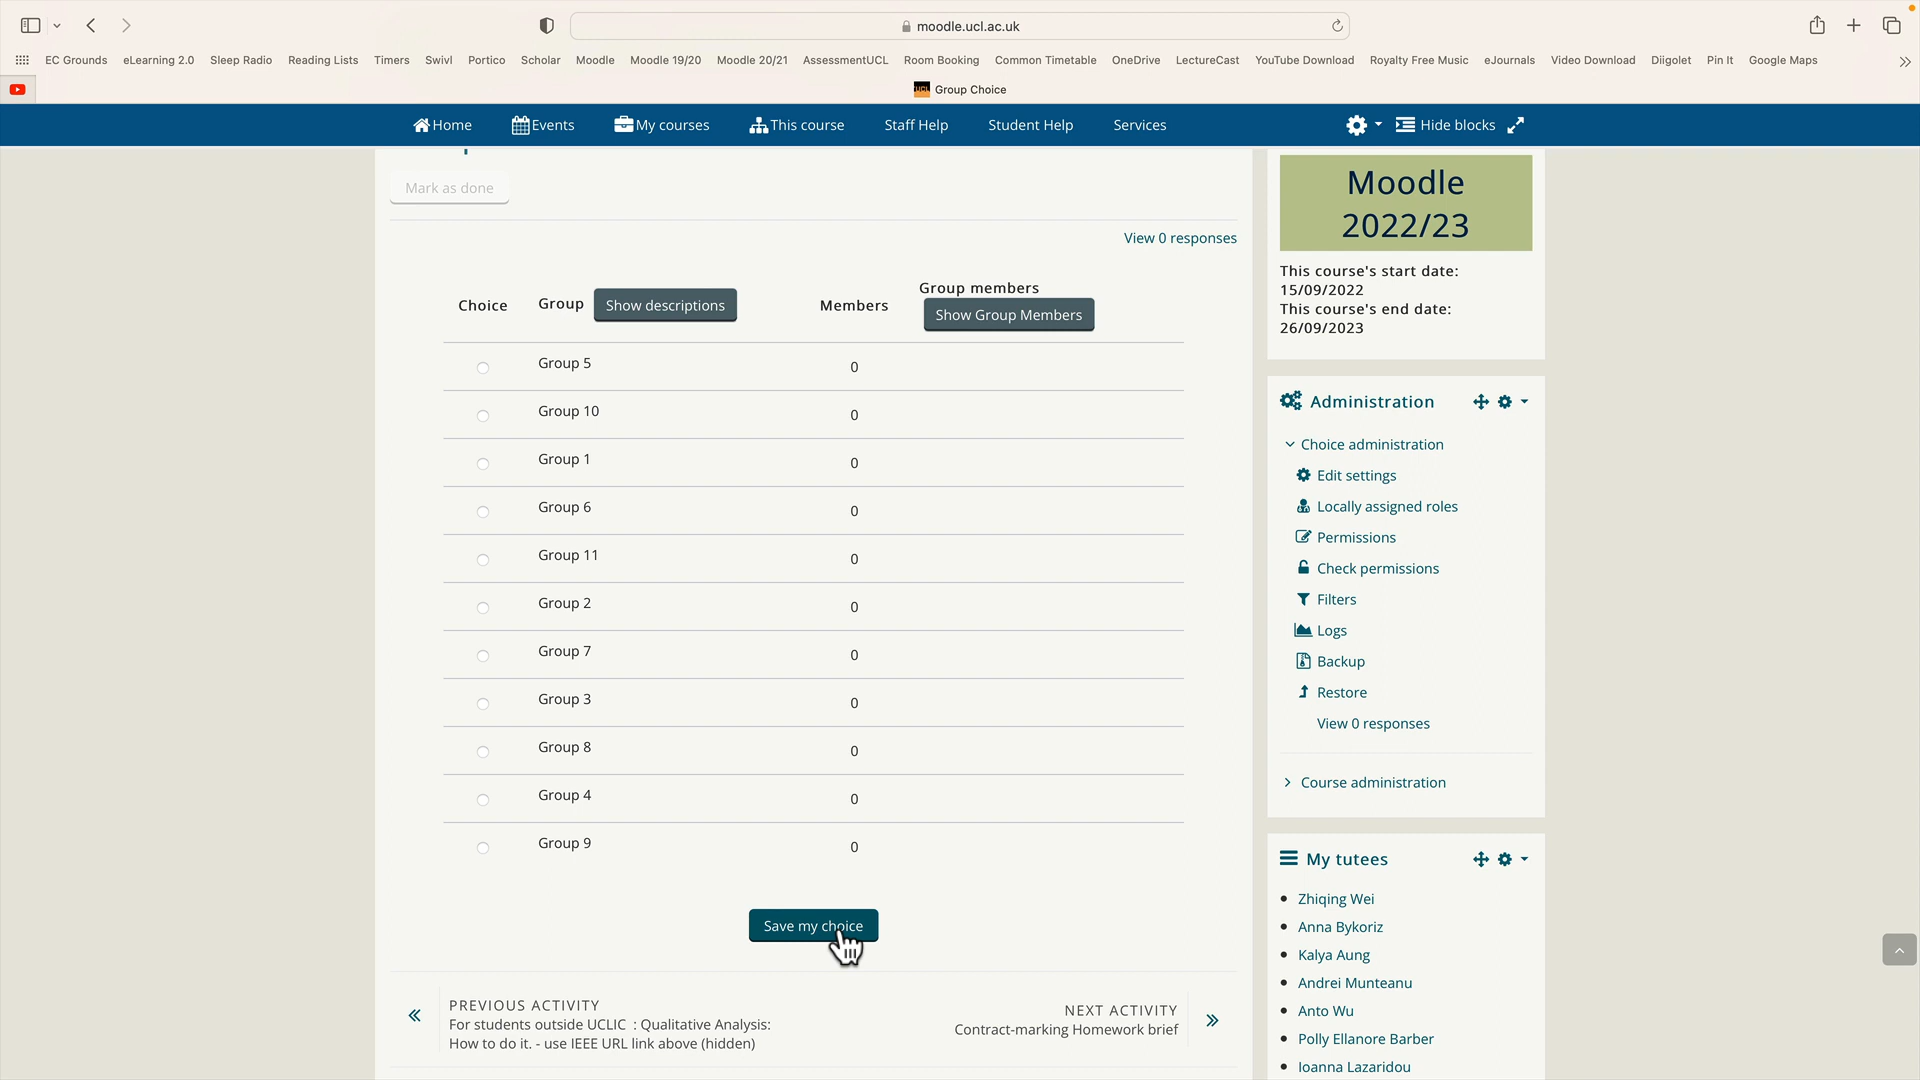 moodle.ucl.ac.uk
EC Grounds eLearning 2.0 Sleep Radio Reading Lists Timers Swivl Portico Scholar Moodle Moodle 19/20 Moodle 20/21 AssessmentUCL Room Booking Common Timetable OneDrive LectureCast YouTube Download Royalty Free Music eJournals Video Download Diigolet Pin It Google Maps
UCL Group Choice
Home Events My courses This course Staff Help Student Help Services Hide blocks
Mark as done
View 0 responses
Choice Group Show descriptions Members Group members
Show Group Members
Group 5 0
Group 10 0
Group 1 0
Group 6 0
Group 11 0
Group 2 0
Group 7 0
Group 3 0
Group 8 0
Group 4 0
Group 9 0
Save my choice
PREVIOUS ACTIVITY
For students outside UCLIC : Qualitative Analysis:
How to do it. - use IEEE URL link above (hidden)
NEXT ACTIVITY
Contract-marking Homework brief
Moodle
2022/23
This course's start date:
15/09/2022
This course's end date:
26/09/2023
Administration
Choice administration
Edit settings
Locally assigned roles
Permissions
Check permissions
Filters
Logs
Backup
Restore
View 0 responses
Course administration
My tutees
Zhiqing Wei
Anna Bykoriz
Kalya Aung
Andrei Munteanu
Anto Wu
Polly Ellanore Barber
Ioanna Lazaridou